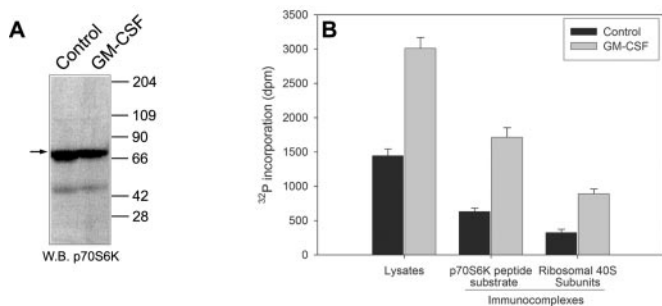 A
Control
GM-CSF
204
109
90
66
42
28
W.B. p70S6K
B
3500
3000
2500
2000
1500
1000
500
0
32P incorporation (dpm)
Control
GM-CSF
Lysates
p70S6K peptide
substrate
Ribosomal 40S
Subunits
Immunocomplexes